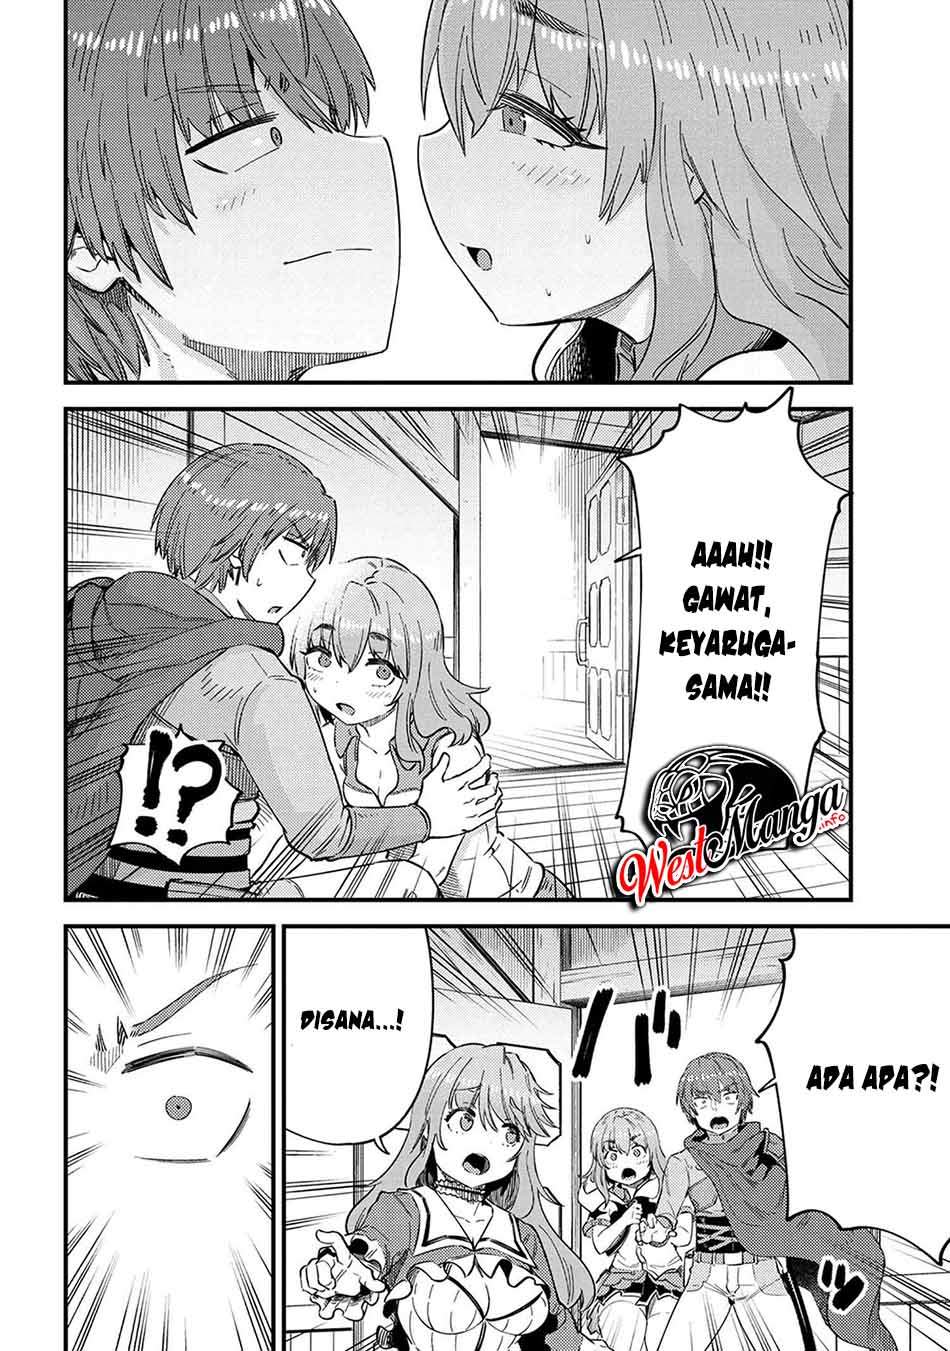 AAAH!!
GAWAT,
KEYARUGA-
SAMA!!
!?
WESTMANGA
.info
ADA APA?!
DISANA...!